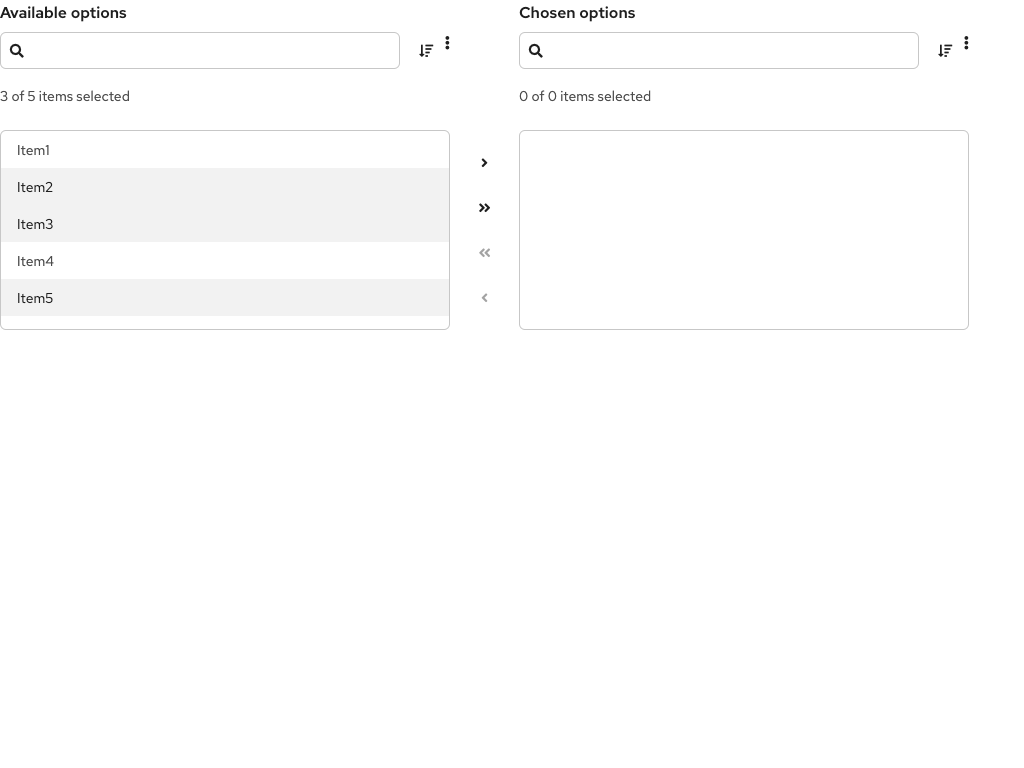 Available options
3 of 5 items selected
Item1
Item2
Item3
Item4
Item5
Chosen options
0 of 0 items selected